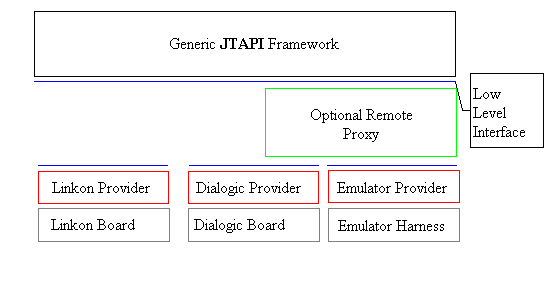 Generic JTAPI Framework
Low
Level
Interface
Optional Remote
Proxy
Linkon Provider
Dialogic Provider
Emulator Provider
Linkon Board
Dialogic Board
Emulator Harness